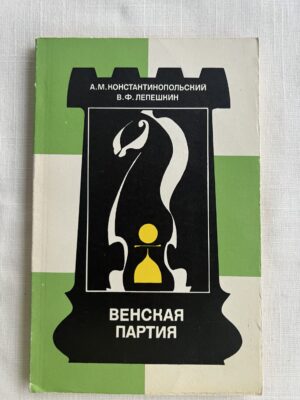 А.М.КОНСТАНТИНОПОЛЬСКИЙ
В.Ф.ЛЕПЕШКИН
ВЕНСКАЯ
ПАРТИЯ